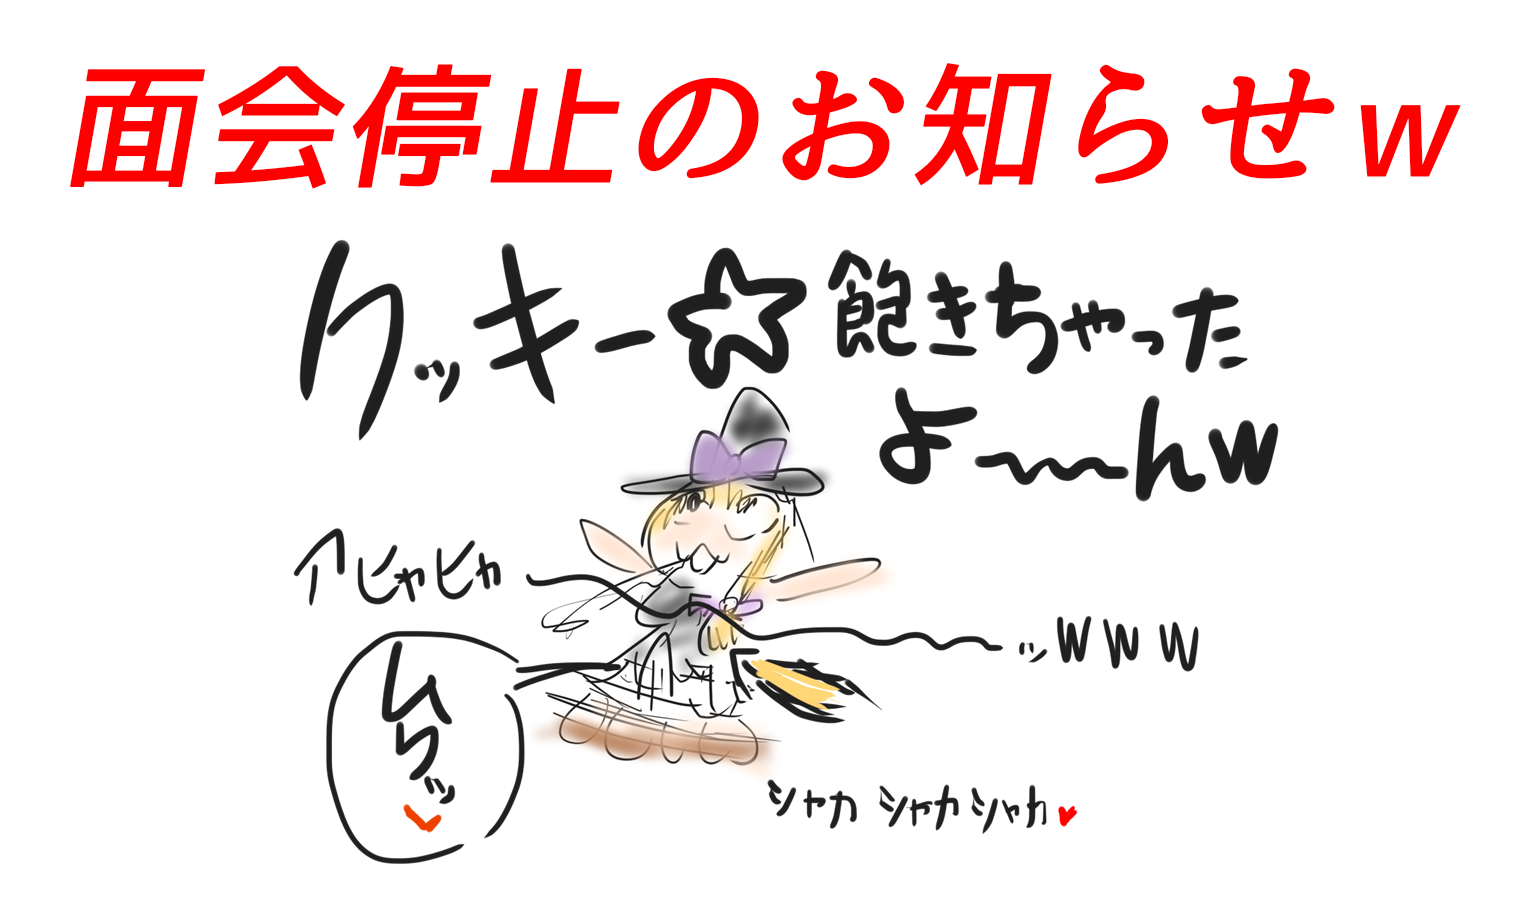 面会停止のお知らせｗ
クッキー☆飽きちゃった
よ〜〜んw
アヒャヒャ
ッwww
ムクッ
シャカ シャカシャカ♥